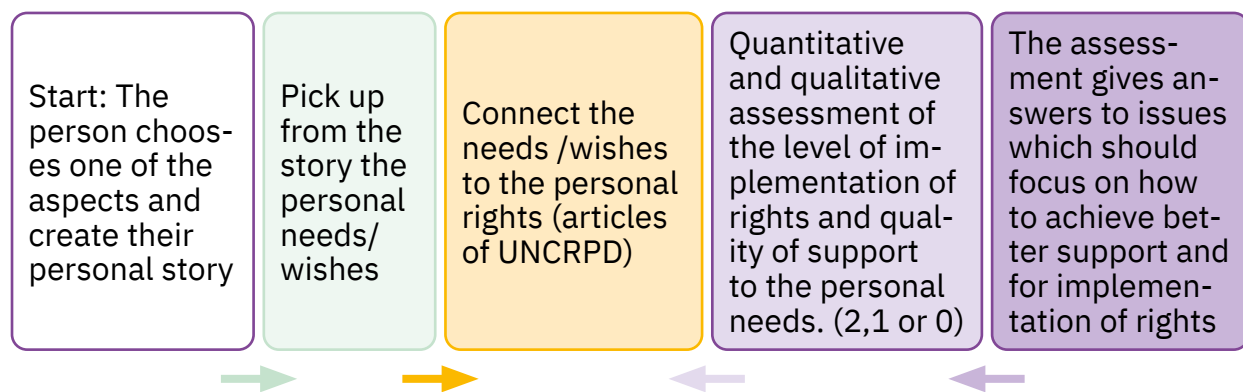 Start: The
person choos-
es one of the
aspects and
create their
personal story
Pick up
from the
story the
personal
needs/
wishes
Connect the
needs /wishes
to the personal
rights (articles
of UNCRPD)
Quantitative
and qualitative
assessment of
the level of im-
plementation of
rights and qual-
ity of support
to the personal
needs. (2,1 or 0)
The assess-
ment gives an-
swers to issues
which should
focus on how
to achieve bet-
ter support and
for implemen-
tation of rights